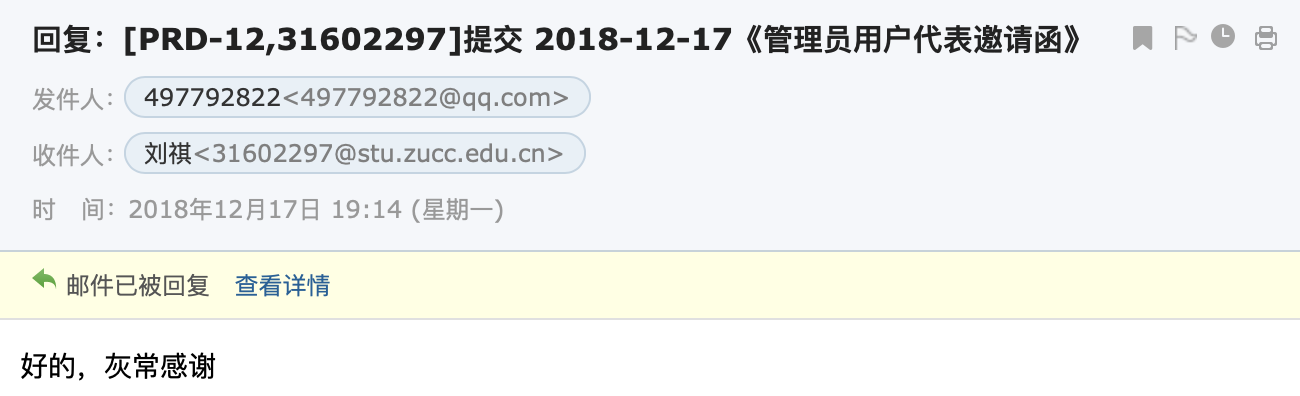 回复：[PRD-12,31602297]提交 2018-12-17《管理员用户代表邀请函》
发件人：497792822<497792822@qq.com>
收件人：刘祺<31602297@stu.zucc.edu.cn>
时 间：2018年12月17日 19:14 (星期一)
邮件已被回复 查看详情
好的，灰常感谢